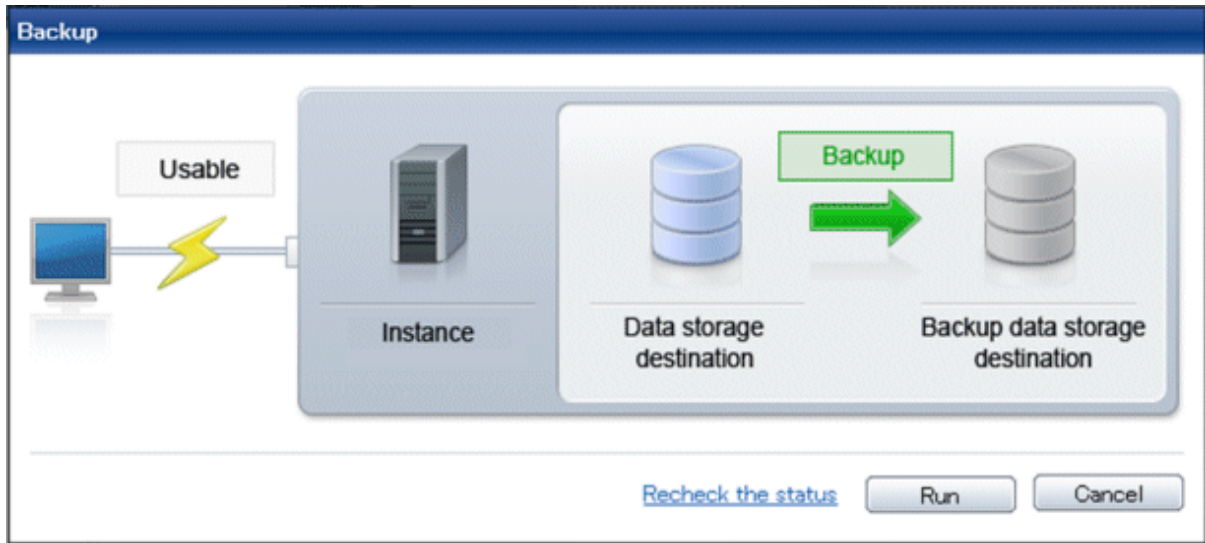 Backup
Usable
Backup
Instance
Data storage
destination
Backup data storage
destination
Recheck the status
Run
Cancel